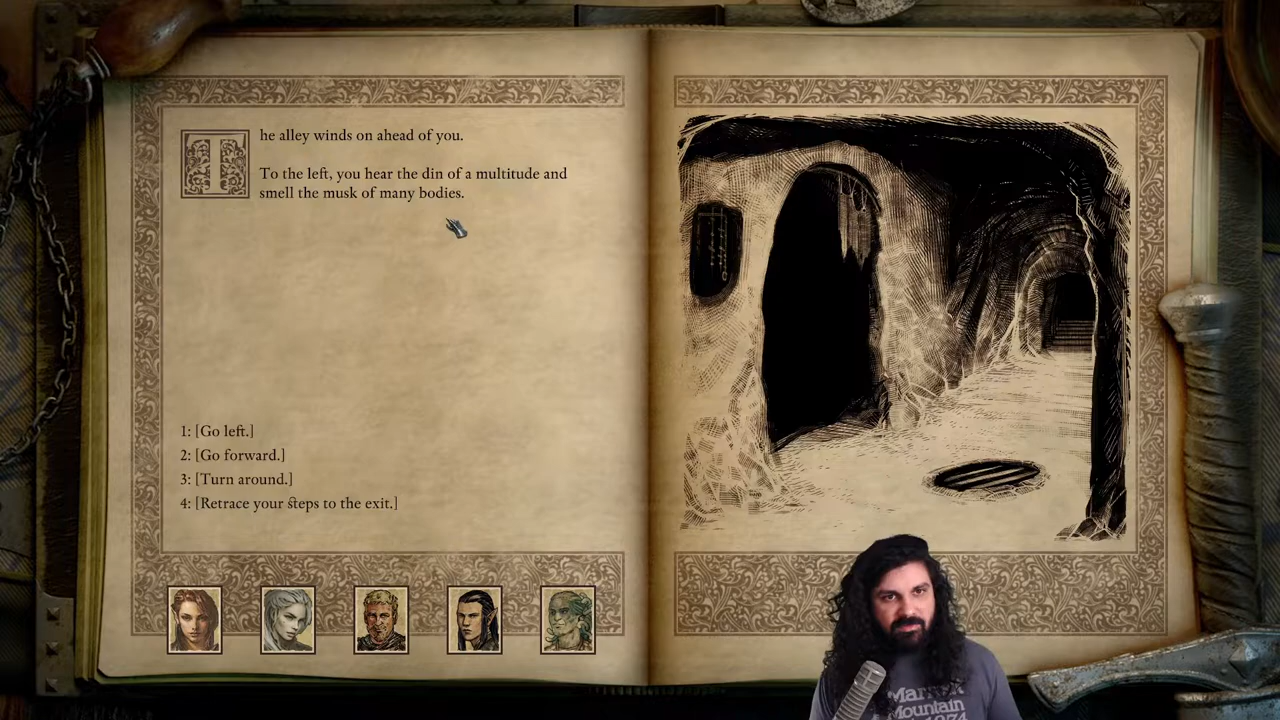 The alley winds on ahead of you.
To the left, you hear the din of a multitude and
smell the musk of many bodies.
1: [Go left.]
2: [Go forward.]
3: [Turn around.]
4: [Retrace your steps to the exit.]
Mountain
1974